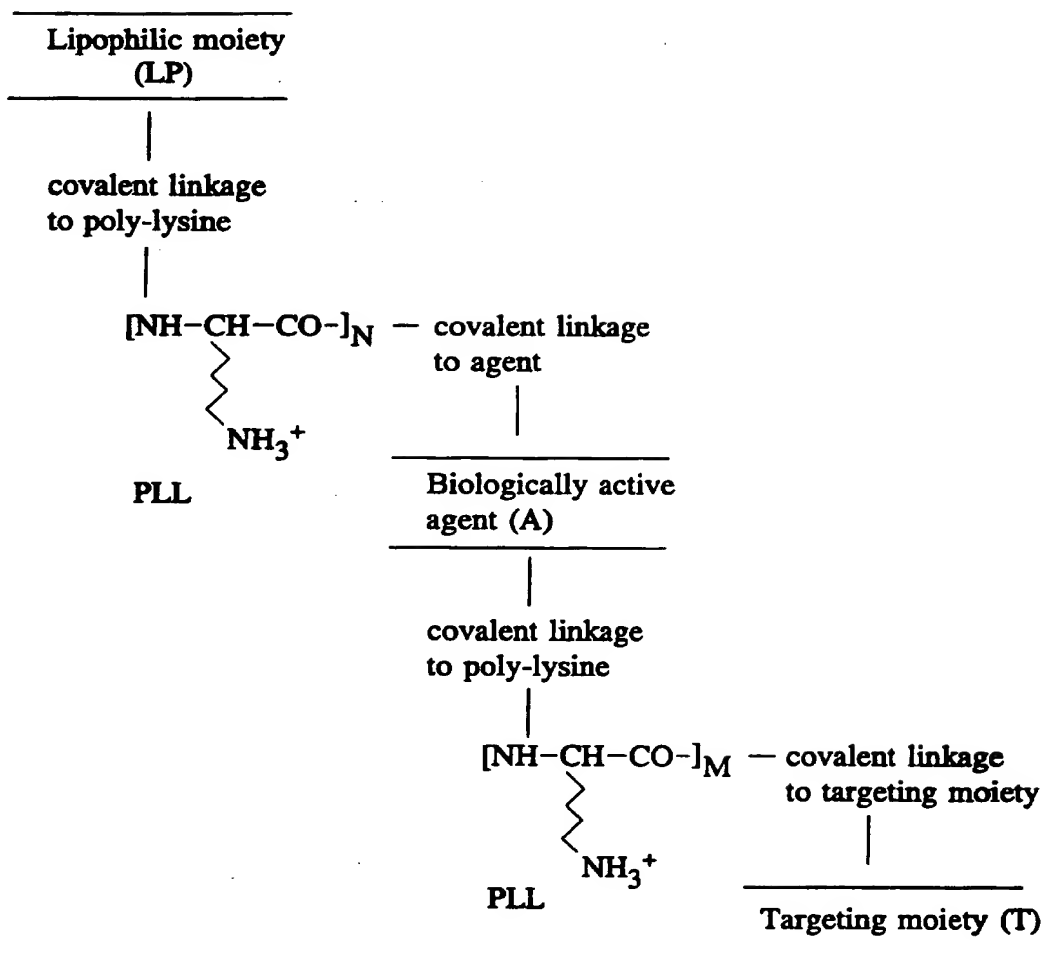 Lipophilic moiety
(LP)
covalent linkage
to poly-lysine
[NH-CH-CO-]N — covalent linkage
to agent
NH3+
PLL
Biologically active
agent (A)
covalent linkage
to poly-lysine
[NH-CH-CO-]M — covalent linkage
to targeting moiety
NH3+
PLL
Targeting moiety (T)